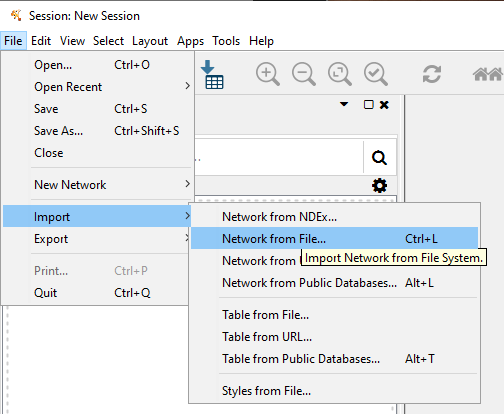 Session: New Session
File Edit View Select Layout Apps Tools Help
Open... Ctrl+O
Open Recent
Save Ctrl+S
Save As... Ctrl+Shift+S
Close
New Network
Import
Export
Print... Ctrl+P
Quit Ctrl+Q
Network from NDEx...
Network from File... Ctrl+L
Import Network from File System.
Network from
Network from Public Databases... Alt+L
Table from File...
Table from URL...
Table from Public Databases... Alt+T
Styles from File...